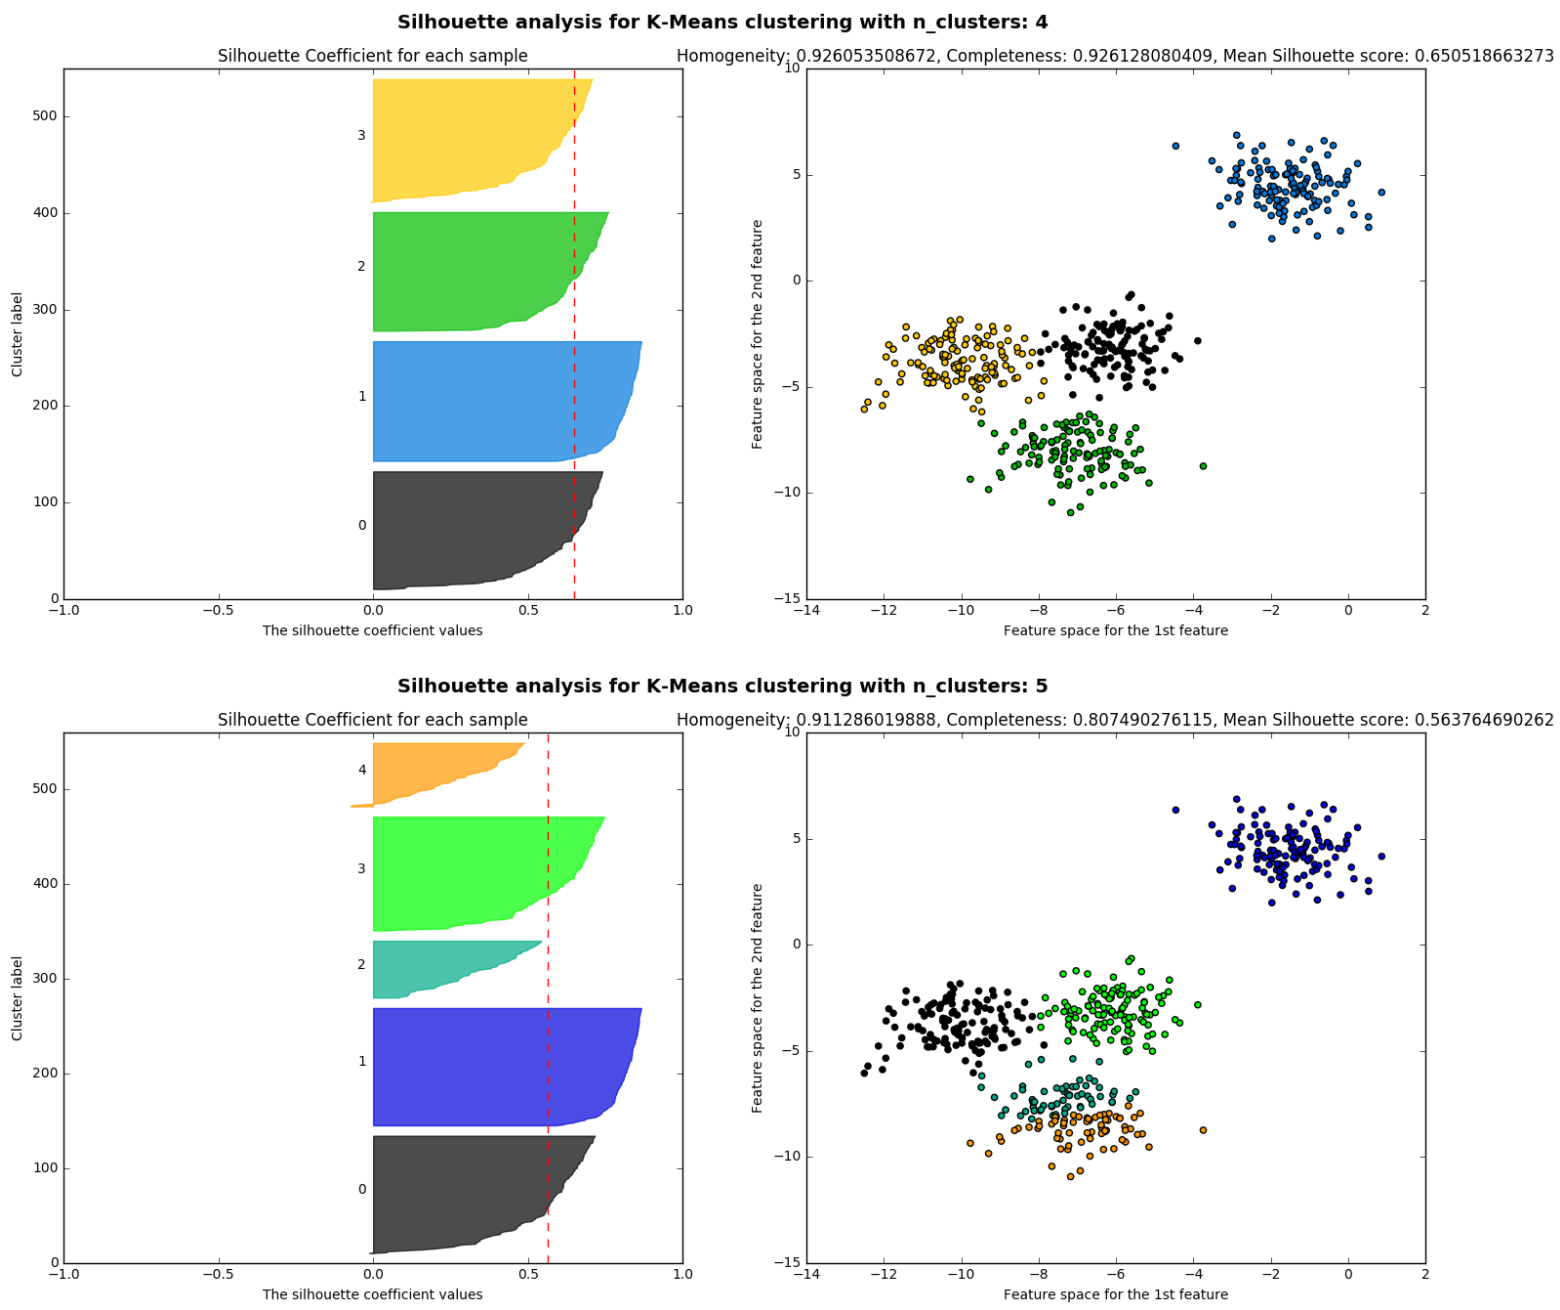 Silhouette analysis for K-Means clustering with n_clusters: 4
Silhouette Coefficient for each sample
Homogeneity: 0.926053508672, Completeness: 0.926128080409, Mean Silhouette score: 0.650518663273
Cluster label
500
400
300
200
100
0
3
2
1
0
−1.0 −0.5 0.0 0.5 1.0
The silhouette coefficient values
Feature space for the 2nd feature
10
5
0
−5
−10
−15
−14 −12 −10 −8 −6 −4 −2 0 2
Feature space for the 1st feature
Silhouette analysis for K-Means clustering with n_clusters: 5
Silhouette Coefficient for each sample
Homogeneity: 0.911286019888, Completeness: 0.807490276115, Mean Silhouette score: 0.563764690262
Cluster label
500
400
300
200
100
0
4
3
2
1
0
−1.0 −0.5 0.0 0.5 1.0
The silhouette coefficient values
Feature space for the 2nd feature
10
5
0
−5
−10
−15
−14 −12 −10 −8 −6 −4 −2 0 2
Feature space for the 1st feature